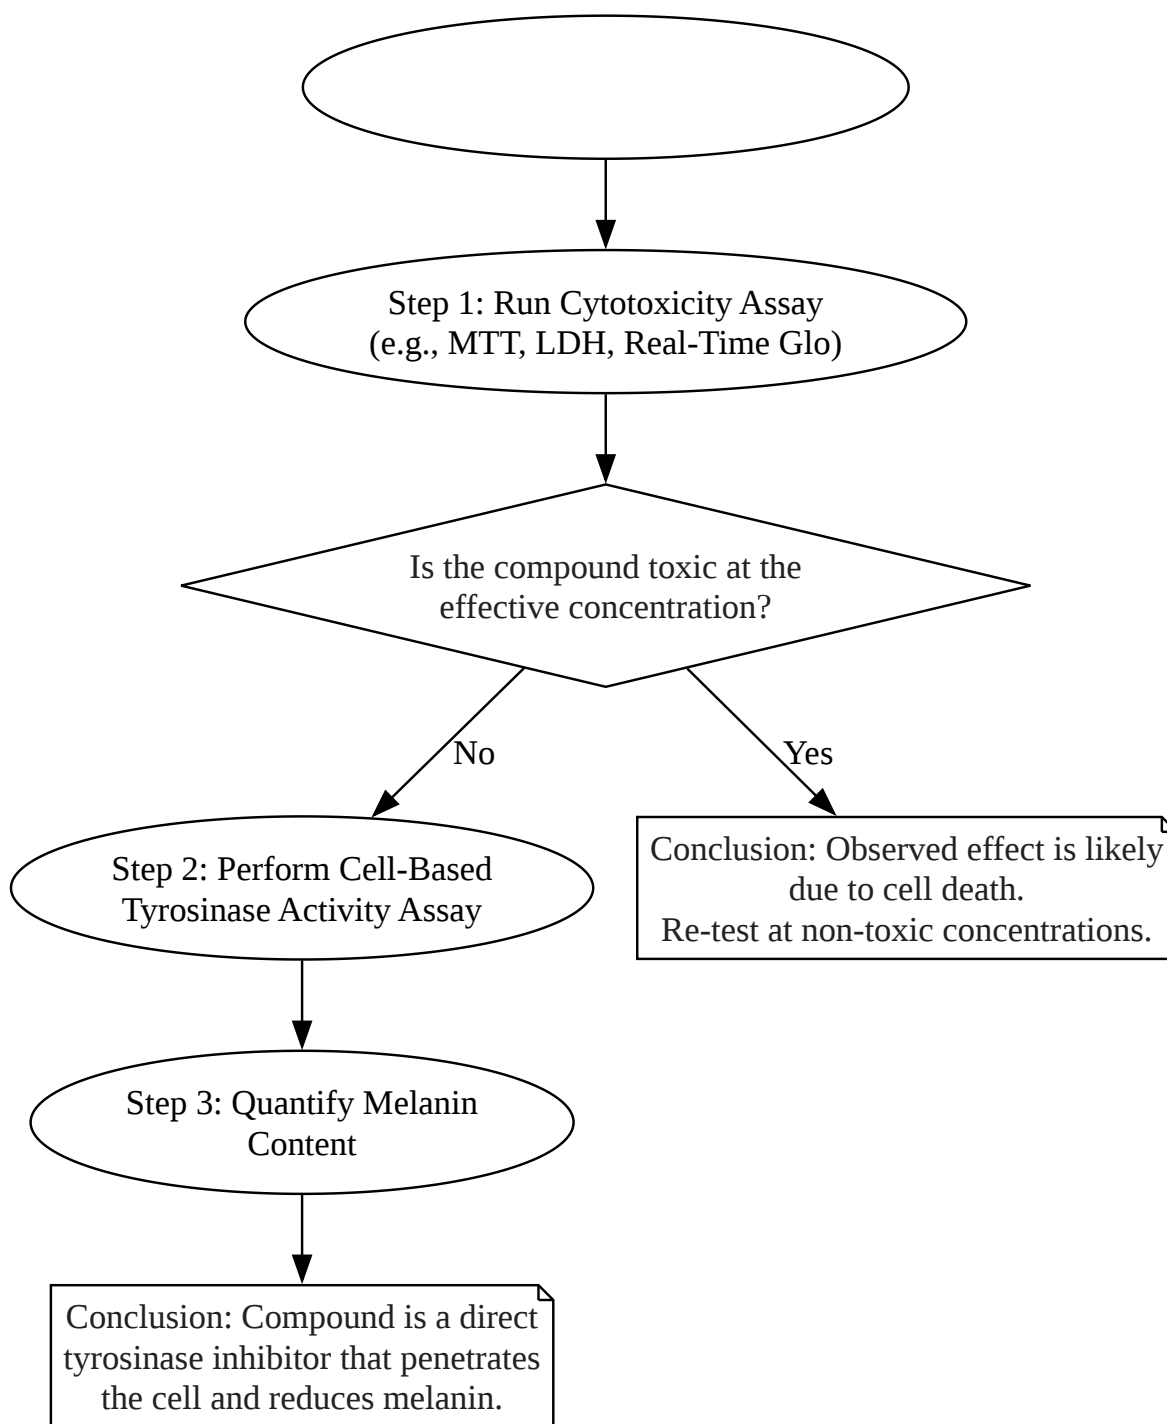 Step 1: Run Cytotoxicity Assay
(e.g., MTT, LDH, Real-Time Glo)
Is the compound toxic at the
effective concentration?
No
Yes
Step 2: Perform Cell-Based
Tyrosinase Activity Assay
Conclusion: Observed effect is likely
due to cell death.
Re-test at non-toxic concentrations.
Step 3: Quantify Melanin
Content
Conclusion: Compound is a direct
tyrosinase inhibitor that penetrates
the cell and reduces melanin.